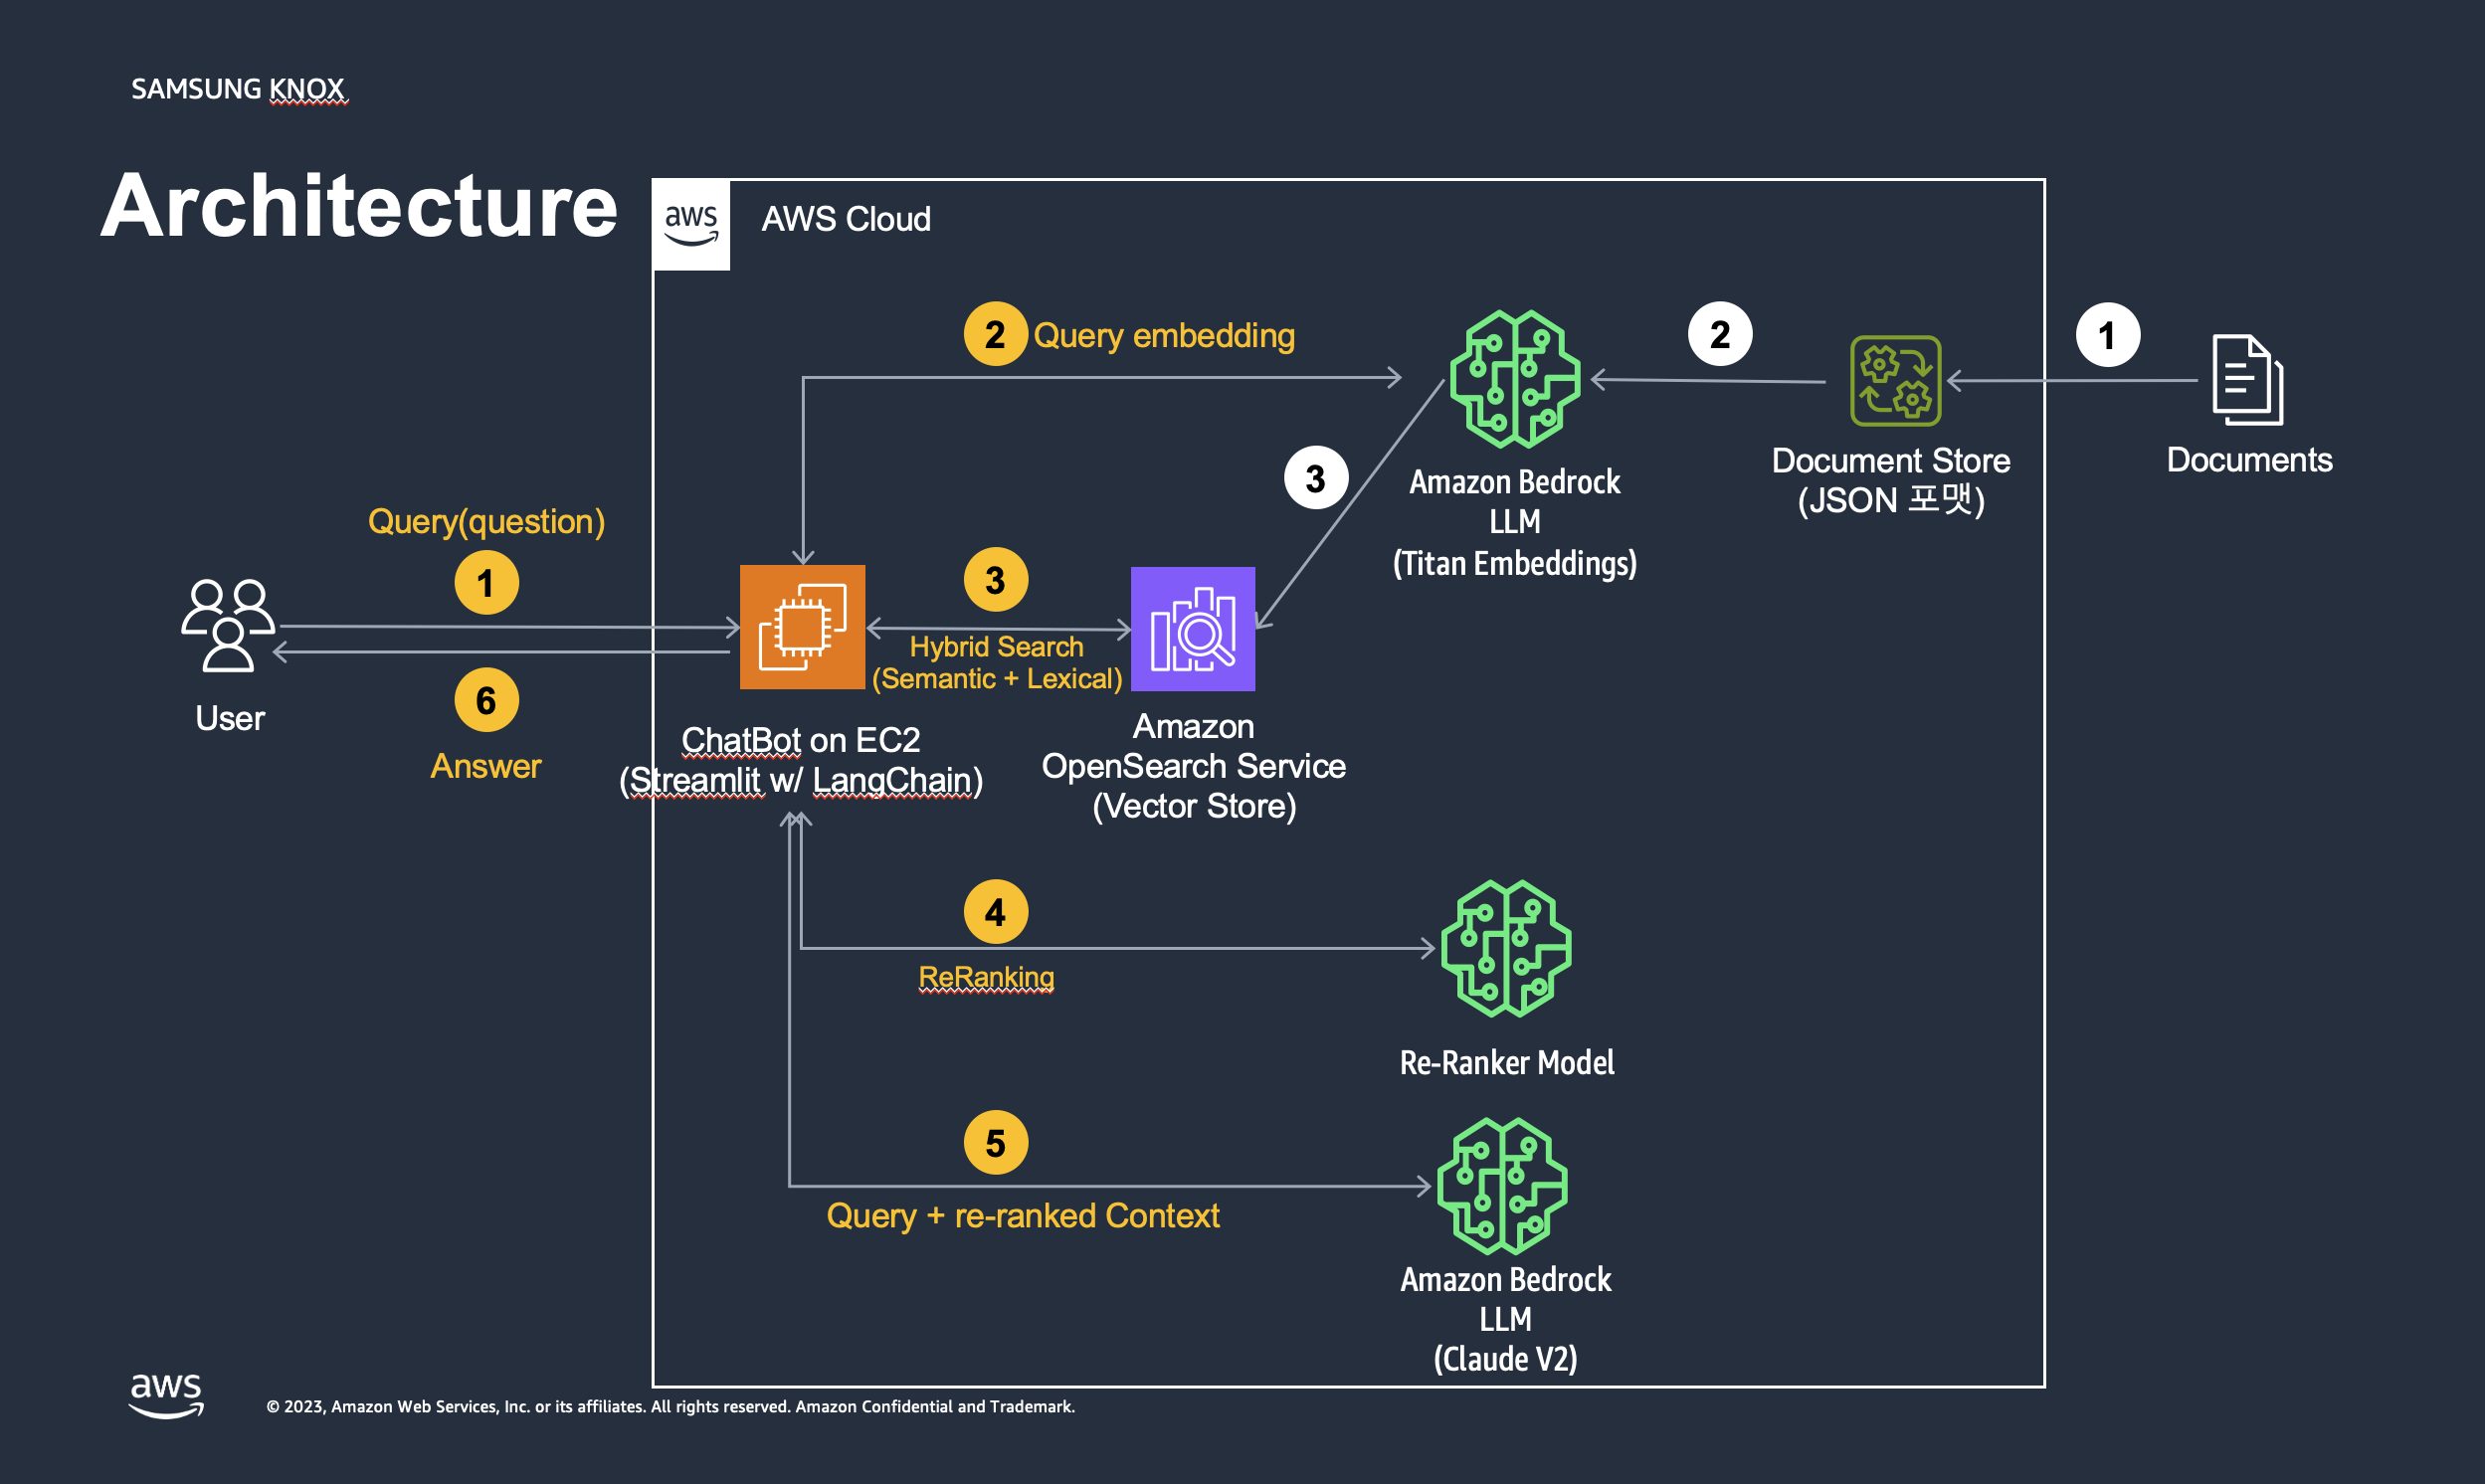 SAMSUNG KNOX
Architecture
aws
AWS Cloud
2
Query embedding
2
1
3
Amazon Bedrock
LLM
(Titan Embeddings)
Document Store
(JSON 포맷)
Documents
Query(question)
1
3
Hybrid Search
(Semantic + Lexical)
6
Answer
User
ChatBot on EC2
(Streamlit w/ LangChain)
Amazon
OpenSearch Service
(Vector Store)
4
ReRanking
Re-Ranker Model
5
Query + re-ranked Context
Amazon Bedrock
LLM
(Claude V2)
aws
© 2023, Amazon Web Services, Inc. or its affiliates. All rights reserved. Amazon Confidential and Trademark.